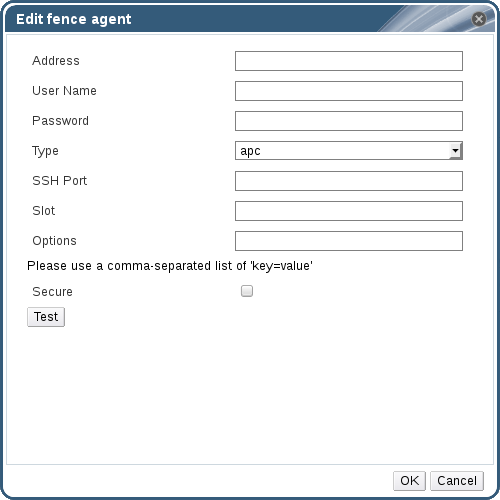 Edit fence agent
Address
User Name
Password
Type apc
SSH Port
Slot
Options
Please use a comma-separated list of 'key=value'
Secure
Test
OK Cancel